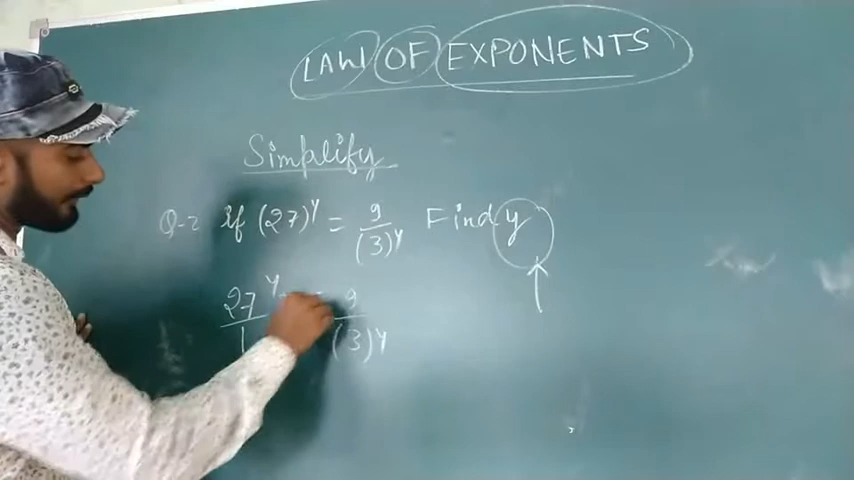 LAW OF EXPONENTS
Simplify
Q-2 If (27)^y = 9/(3)^y Find y
27^y/1 = 9/(3)^y